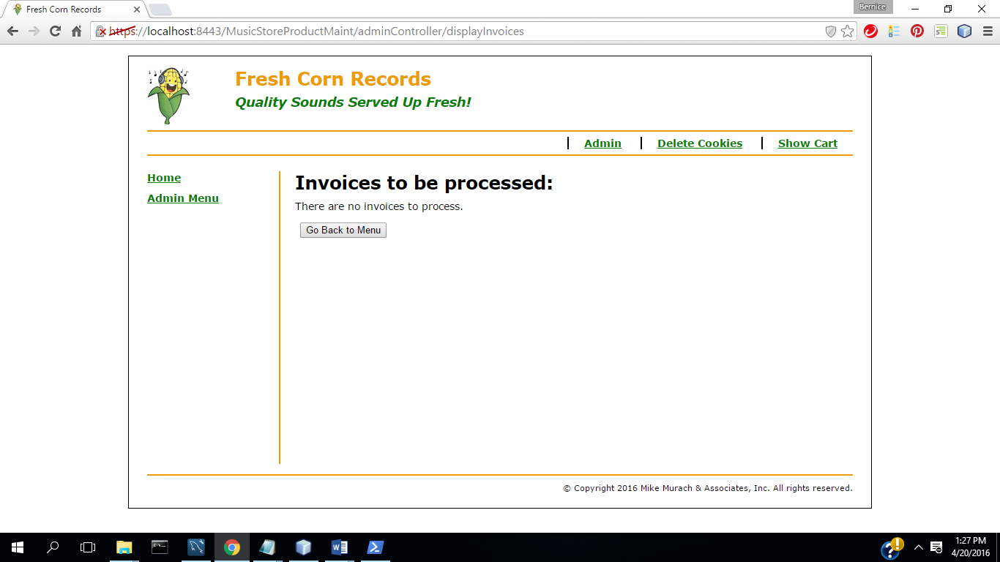 Fresh Corn Records
Bernice
https://localhost:8443/MusicStoreProductMaint/adminController/displayInvoices
Fresh Corn Records
Quality Sounds Served Up Fresh!
Admin
Delete Cookies
Show Cart
Home
Admin Menu
Invoices to be processed:
There are no invoices to process.
Go Back to Menu
© Copyright 2016 Mike Murach & Associates, Inc. All rights reserved.
1:27 PM
4/20/2016